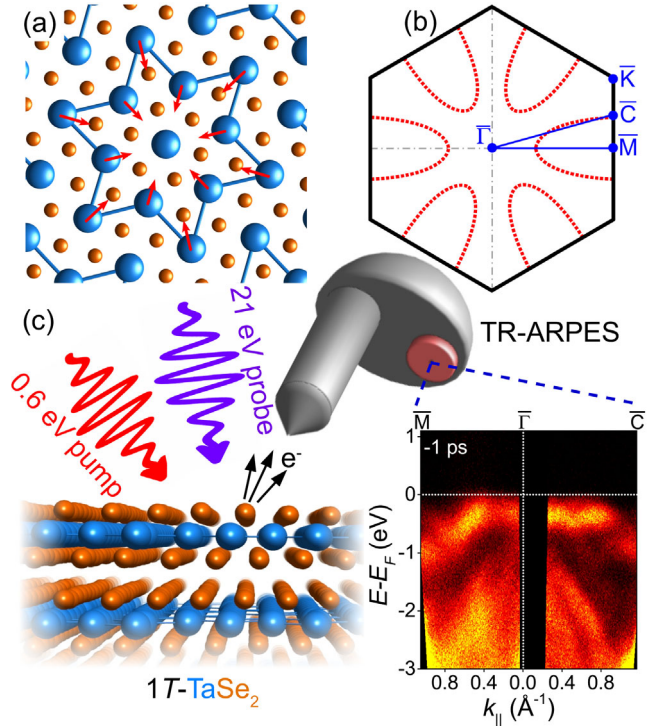 (a)
(b)
K̅
C̅
Γ̅
M̅
(c)
0.6 eV pump
21 eV probe
e⁻
TR-ARPES
1T-TaSe₂
M̅ Γ̅ C̅
-1 ps
0
-1
-2
-3
E-E_F (eV)
0.8 0.4 0.0 0.4 0.8
k_|| (Å⁻¹)